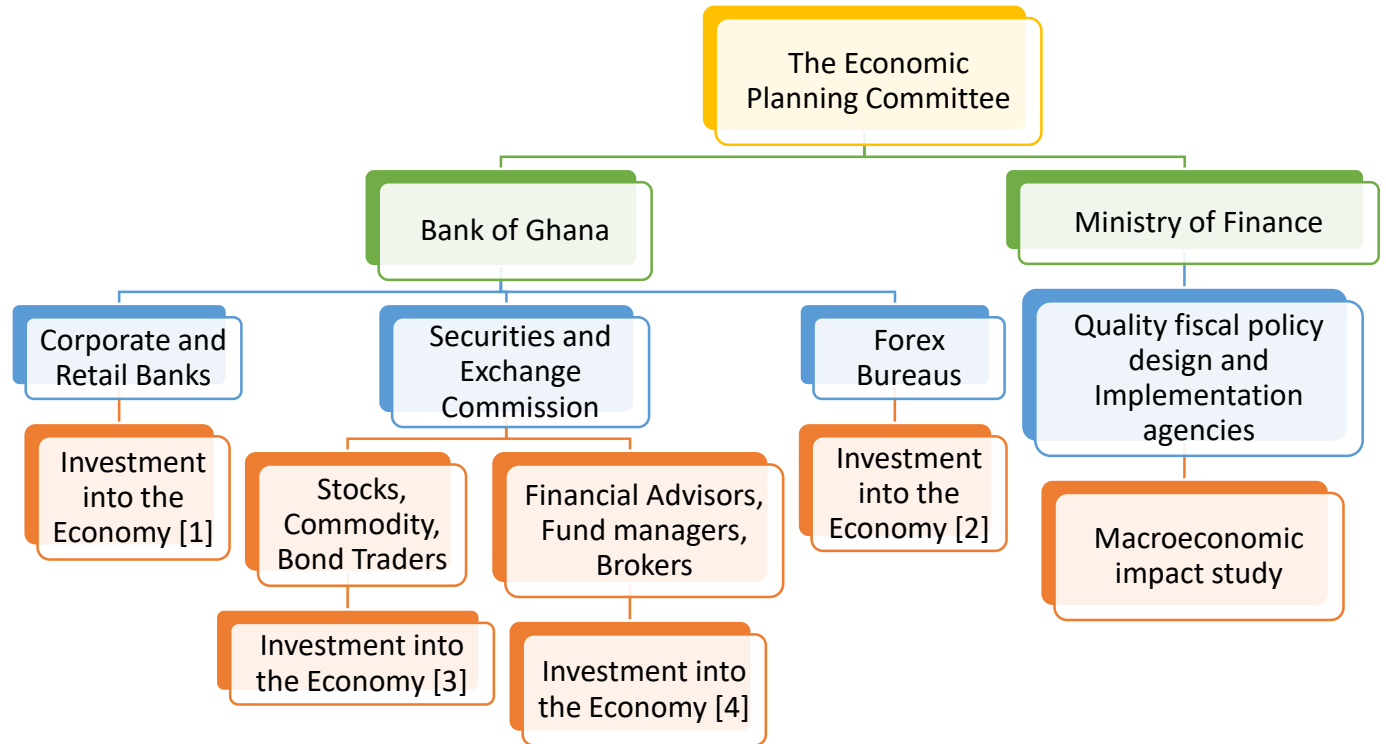 The Economic
Planning Committee
Bank of Ghana
Ministry of Finance
Corporate and
Retail Banks
Securities and
Exchange
Commission
Forex
Bureaus
Quality fiscal policy
design and
Implementation
agencies
Investment
into the
Economy [1]
Stocks,
Commodity,
Bond Traders
Financial Advisors,
Fund managers,
Brokers
Investment
into the
Economy [2]
Macroeconomic
impact study
Investment into
the Economy [3]
Investment into
the Economy [4]